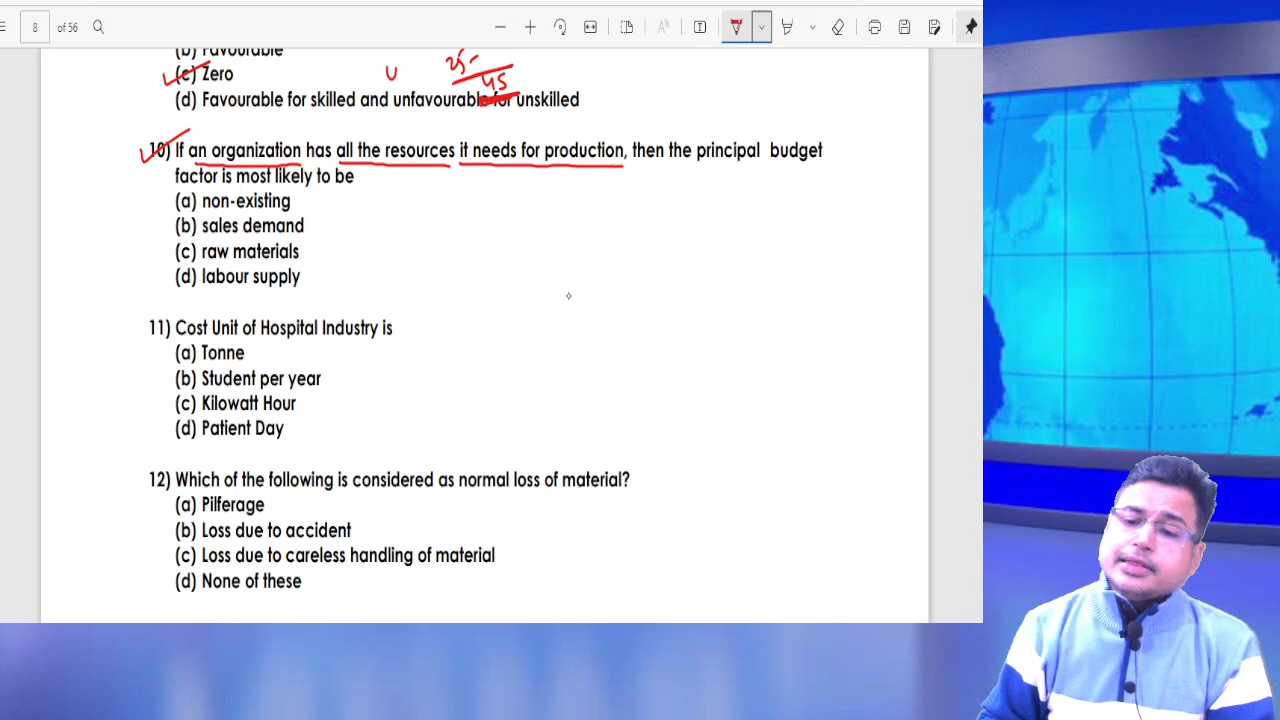 8 of 56
(b) Favourable
(c) Zero
U 25-
45
(d) Favourable for skilled and unfavourable for unskilled
10) If an organization has all the resources it needs for production, then the principal budget
factor is most likely to be
(a) non-existing
(b) sales demand
(c) raw materials
(d) labour supply
11) Cost Unit of Hospital Industry is
(a) Tonne
(b) Student per year
(c) Kilowatt Hour
(d) Patient Day
12) Which of the following is considered as normal loss of material?
(a) Pilferage
(b) Loss due to accident
(c) Loss due to careless handling of material
(d) None of these